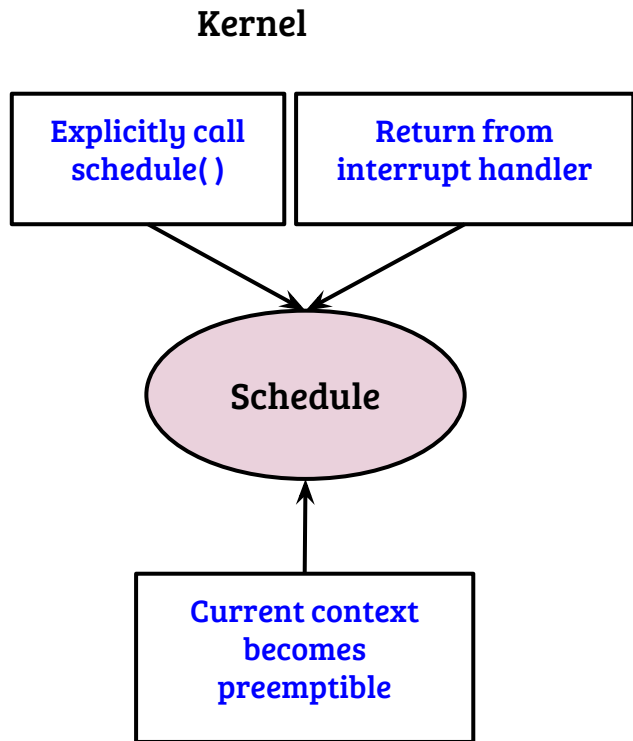 Kernel
Explicitly call
schedule( )
Return from
interrupt handler
Schedule
Current context
becomes
preemptible